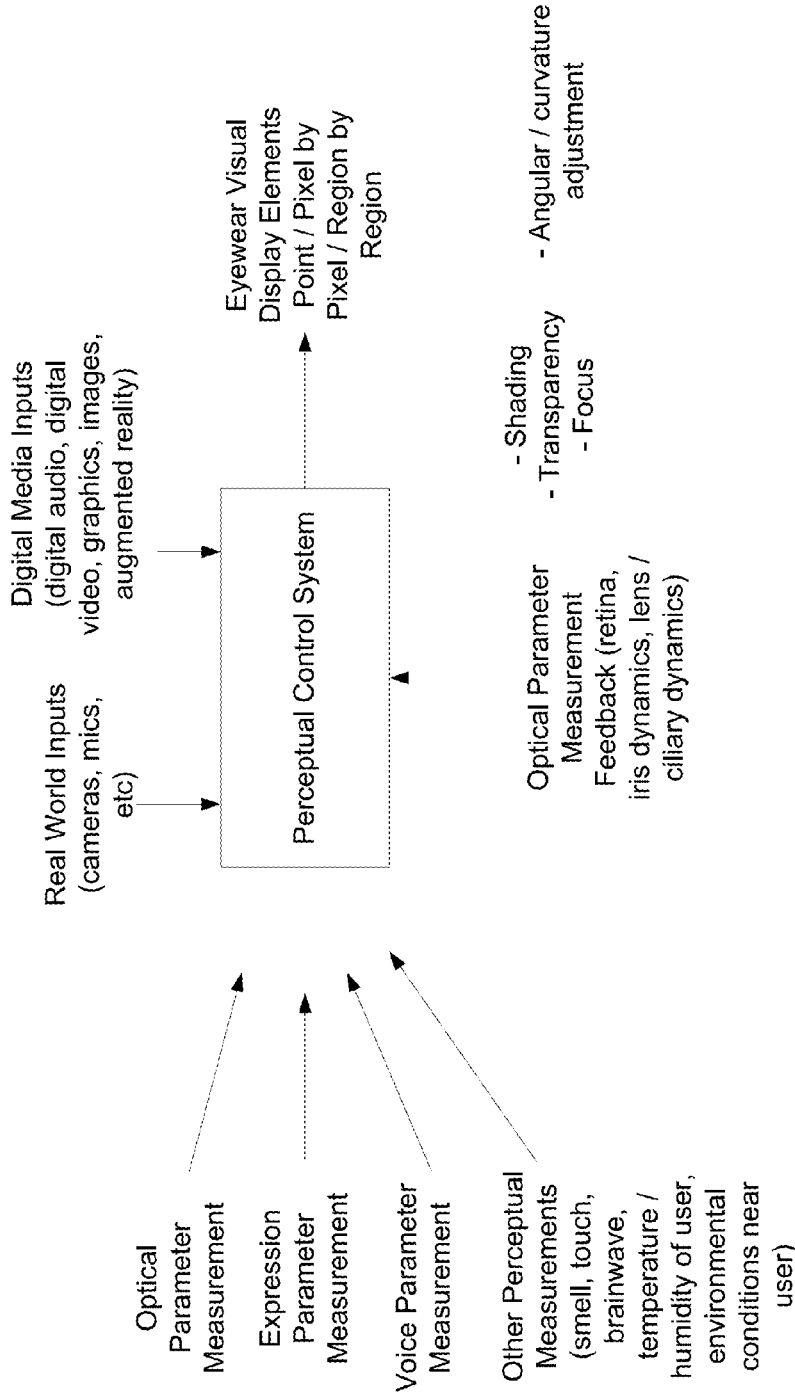 Real World Inputs
(cameras, mics,
etc)
Digital Media Inputs
(digital audio, digital
video, graphics, images,
augmented reality)
Optical
Parameter
Measurement
Expression
Parameter
Measurement
Voice Parameter
Measurement
Other Perceptual
Measurements
(smell, touch,
brainwave,
temperature /
humidity of user,
environmental
conditions near
user)
Perceptual Control System
Eyewear Visual
Display Elements
Point / Pixel by
Pixel / Region by
Region
Optical Parameter
Measurement
Feedback (retina,
iris dynamics, lens /
ciliary dynamics)
- Shading
- Transparency
- Focus
- Angular / curvature
adjustment